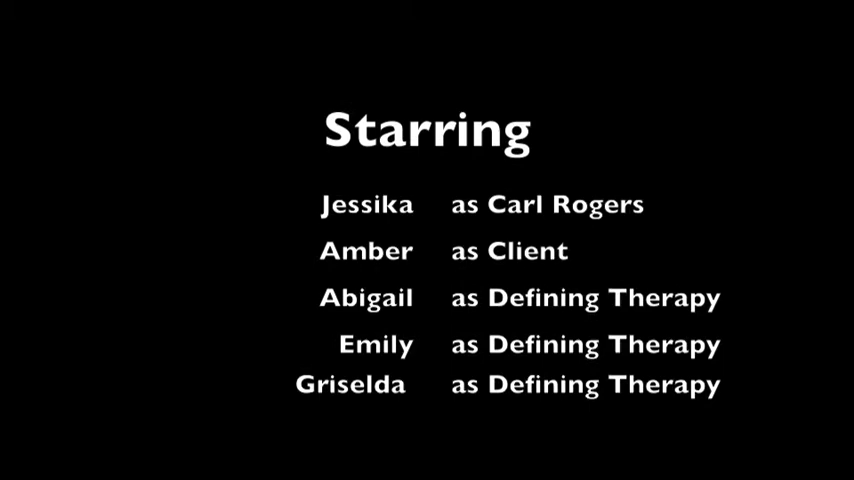 Starring
Jessika as Carl Rogers
Amber as Client
Abigail as Defining Therapy
Emily as Defining Therapy
Griselda as Defining Therapy